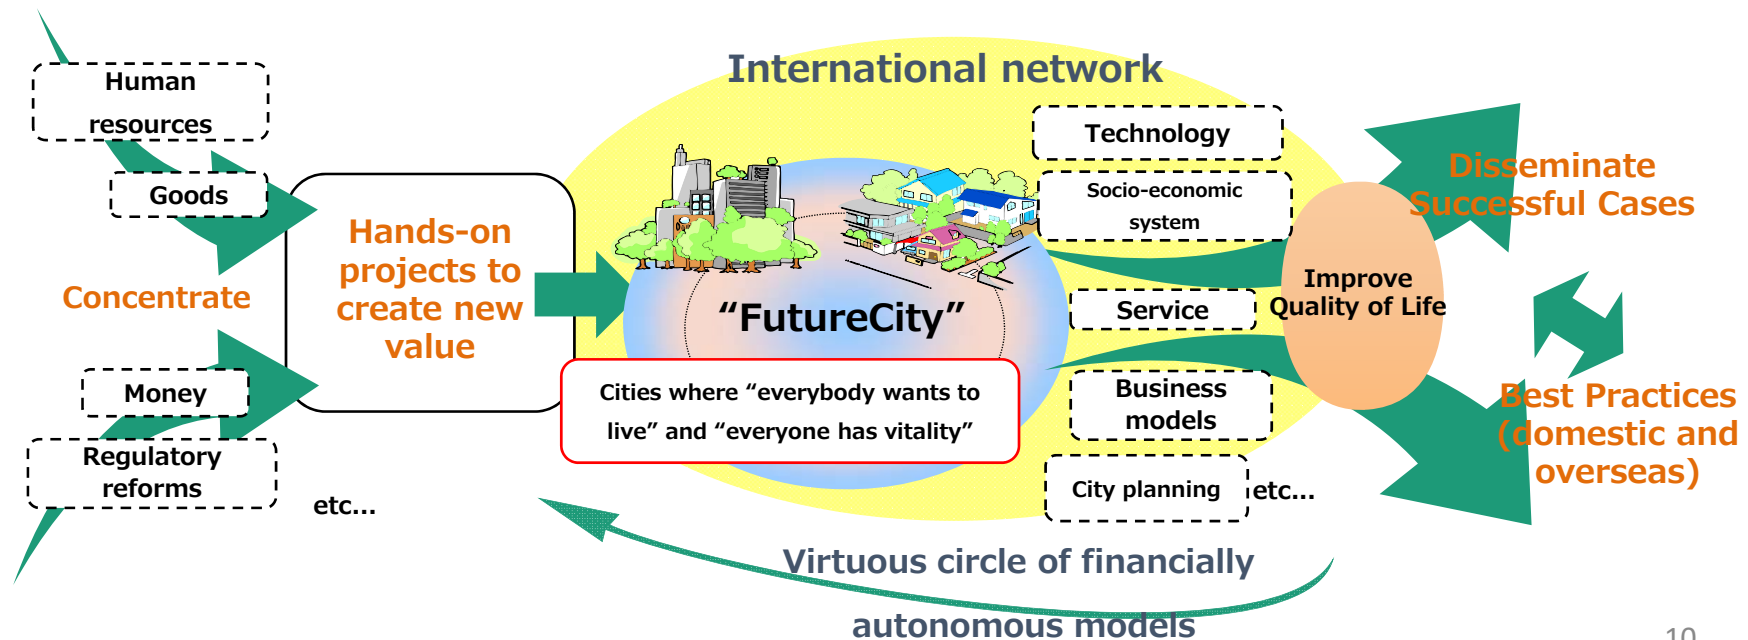 International network
Human
resources
Goods
Concentrate
Money
Regulatory
reforms
etc...
Hands-on
projects to
create new
value
“FutureCity”
Cities where “everybody wants to
live” and “everyone has vitality”
Technology
Socio-economic
system
Service
Business
models
City planning
etc...
Improve
Quality of Life
Disseminate
Successful Cases
Best Practices
(domestic and
overseas)
Virtuous circle of financially
autonomous models
10